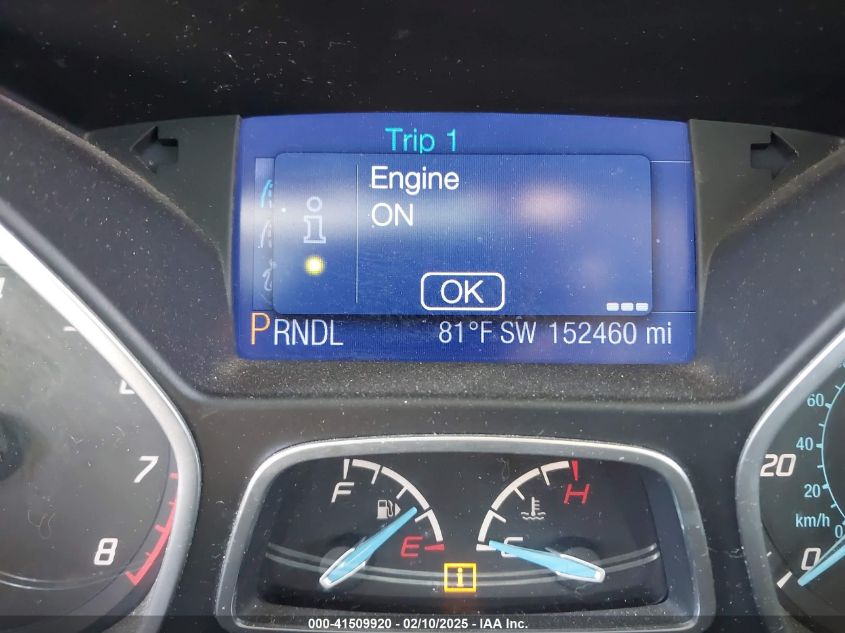 Trip 1
Engine
ON
OK
PRNDL 81°F SW 152460 mi
7
8
F
E
H
C
60
40
20
20
km/h
0
0
000-41509920 - 02/10/2025 - IAA Inc.